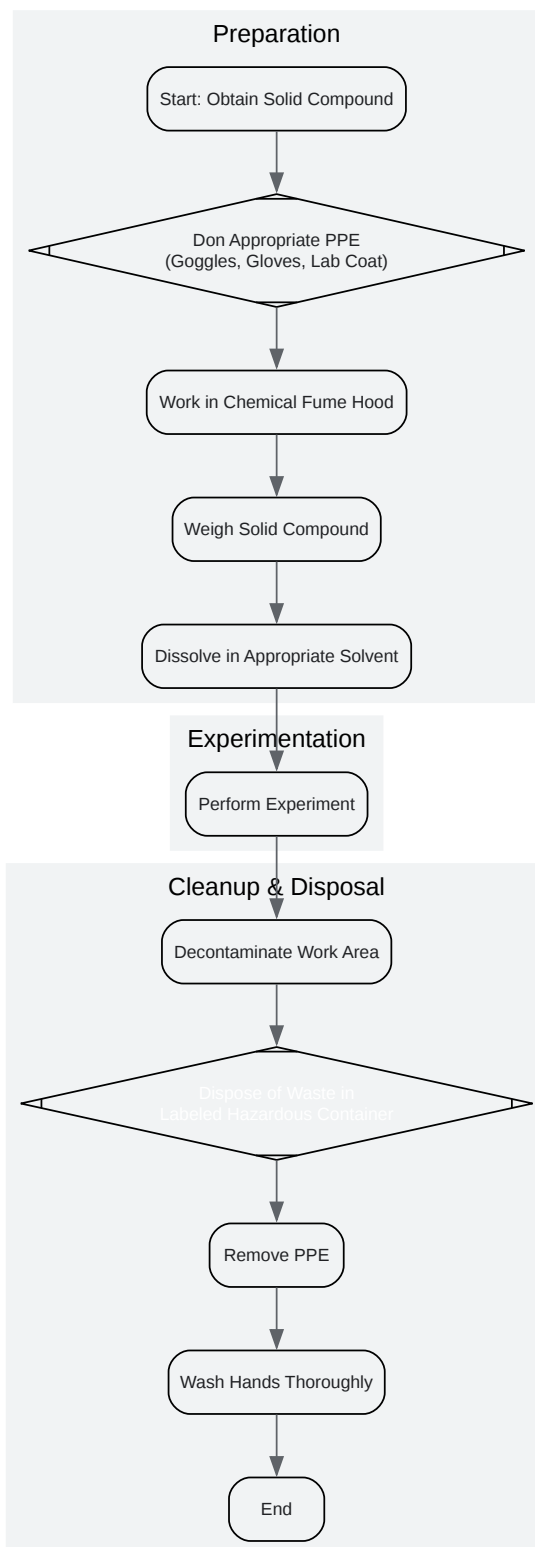 Preparation
Start: Obtain Solid Compound
Don Appropriate PPE
(Goggles, Gloves, Lab Coat)
Work in Chemical Fume Hood
Weigh Solid Compound
Dissolve in Appropriate Solvent
Experimentation
Perform Experiment
Cleanup & Disposal
Decontaminate Work Area
Dispose of Waste in
Labeled Hazardous Container
Remove PPE
Wash Hands Thoroughly
End